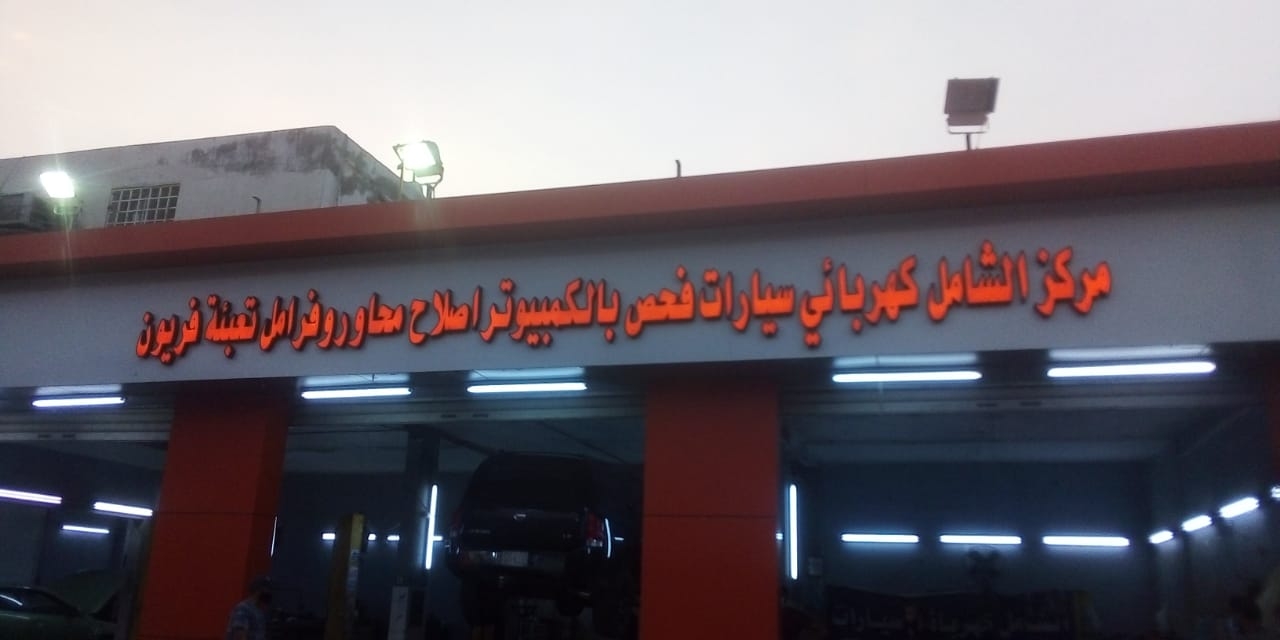 مركز الشامل كهربائي سيارات فحص بالكمبيوتر اصلاح محاور وفرامل تعبئة فريون